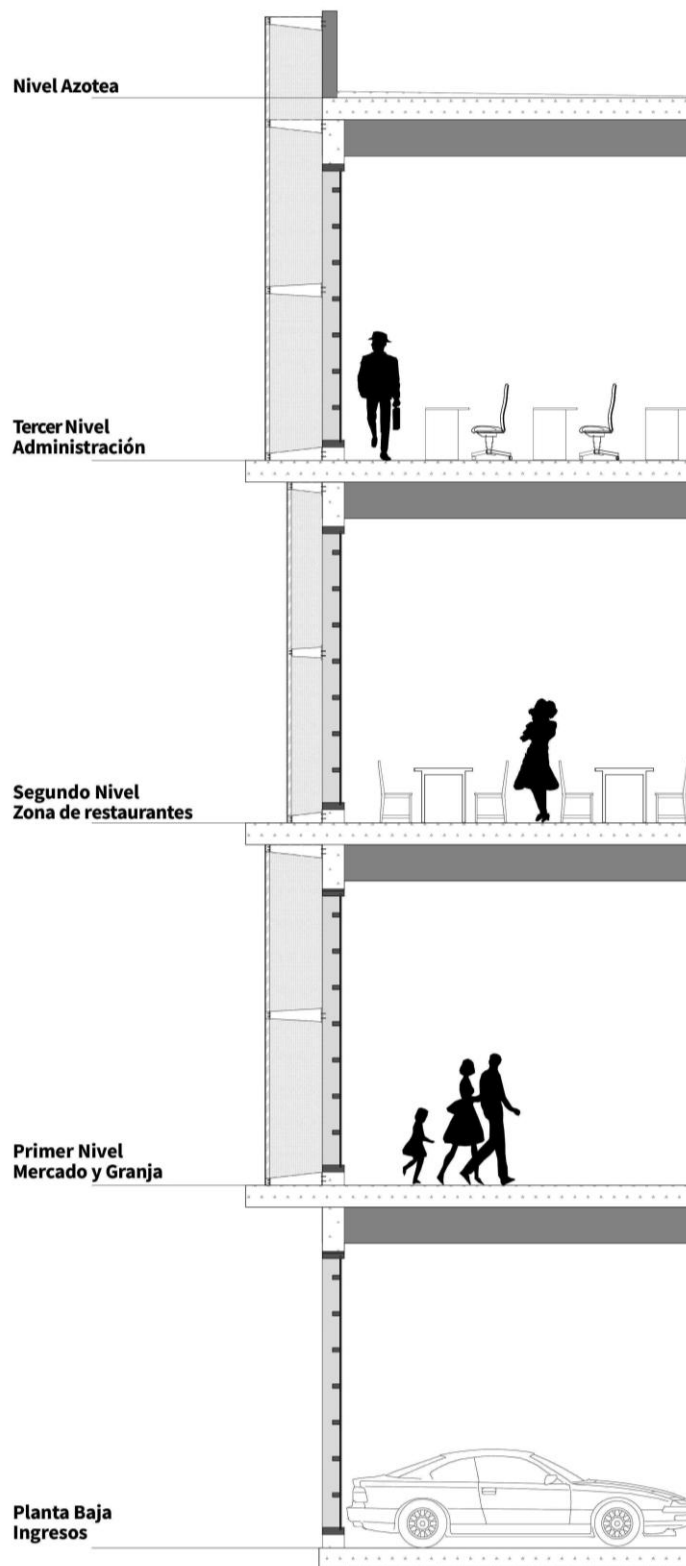 Nivel Azotea
Tercer Nivel
Administración
Segundo Nivel
Zona de restaurantes
Primer Nivel
Mercado y Granja
Planta Baja
Ingresos